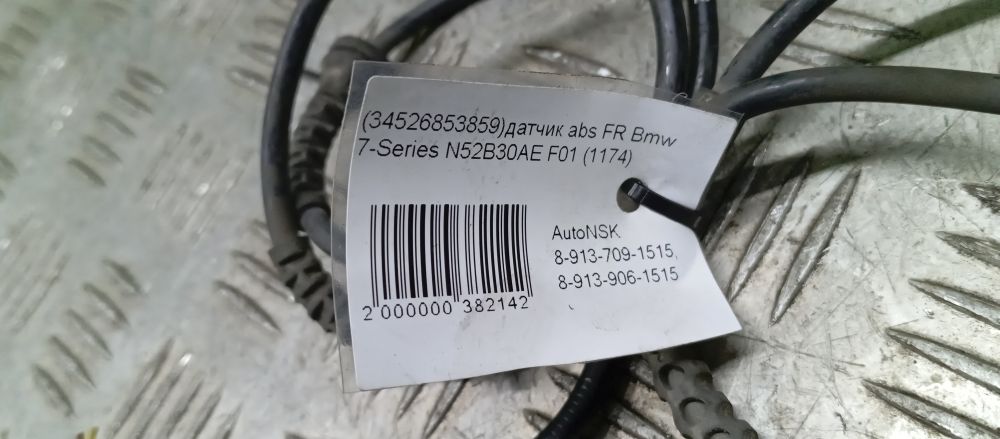 (34526853859)датчик abs FR Bmw
7-Series N52B30AE F01 (1174)
AutoNSK
8-913-709-1515,
8-913-906-1515
2 000000 382142